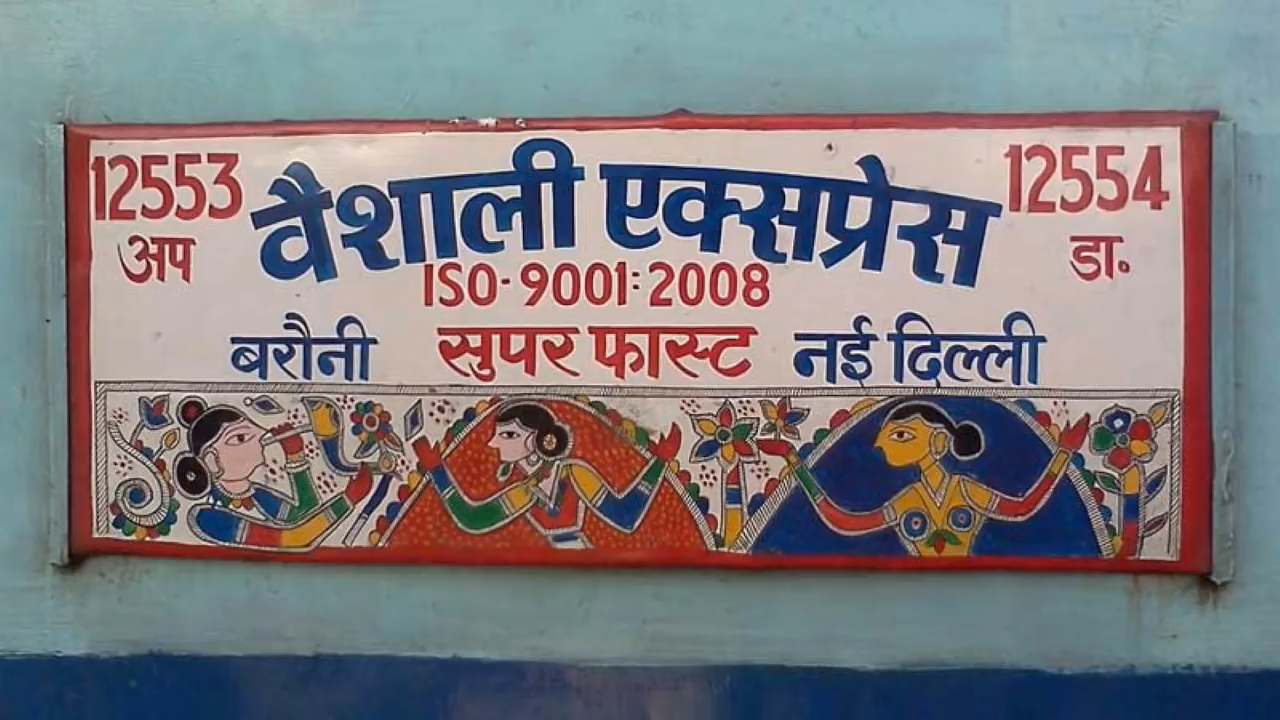 12553 वैशाली एक्सप्रेस 12554
अप डा.
ISO-9001:2008
बरौनी सुपर फास्ट नई दिल्ली